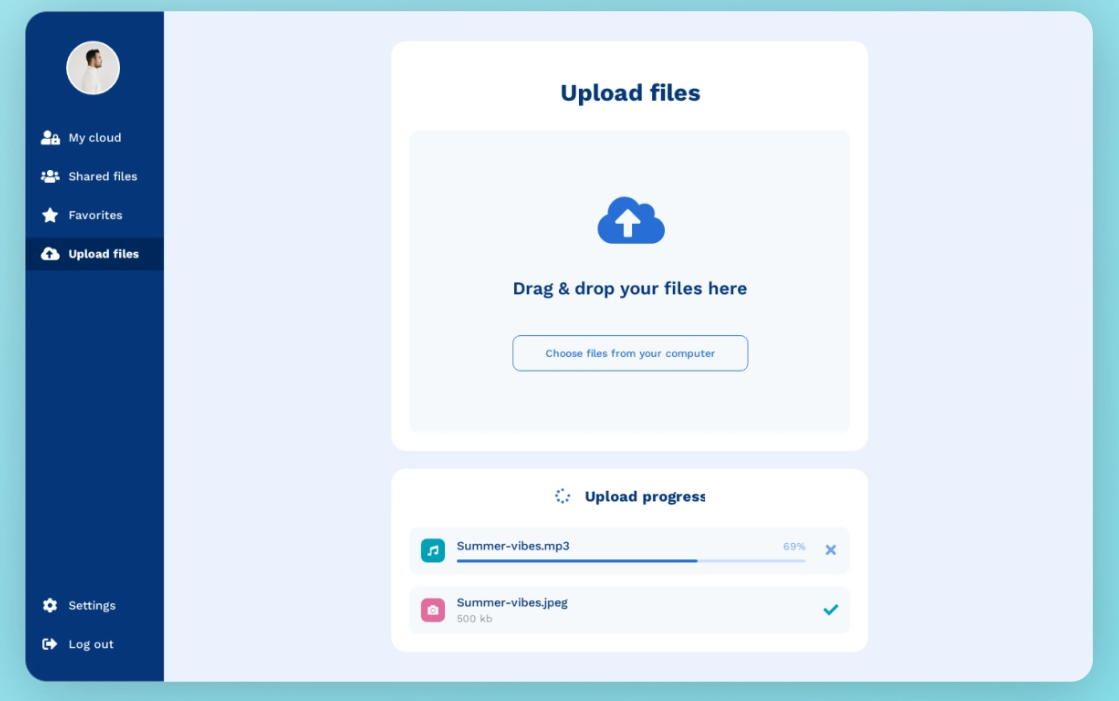 My cloud
Shared files
Favorites
Upload files
Settings
Log out
Upload files
Drag & drop your files here
Choose files from your computer
Upload progress
Summer-vibes.mp3
69%
Summer-vibes.jpeg
500 kb